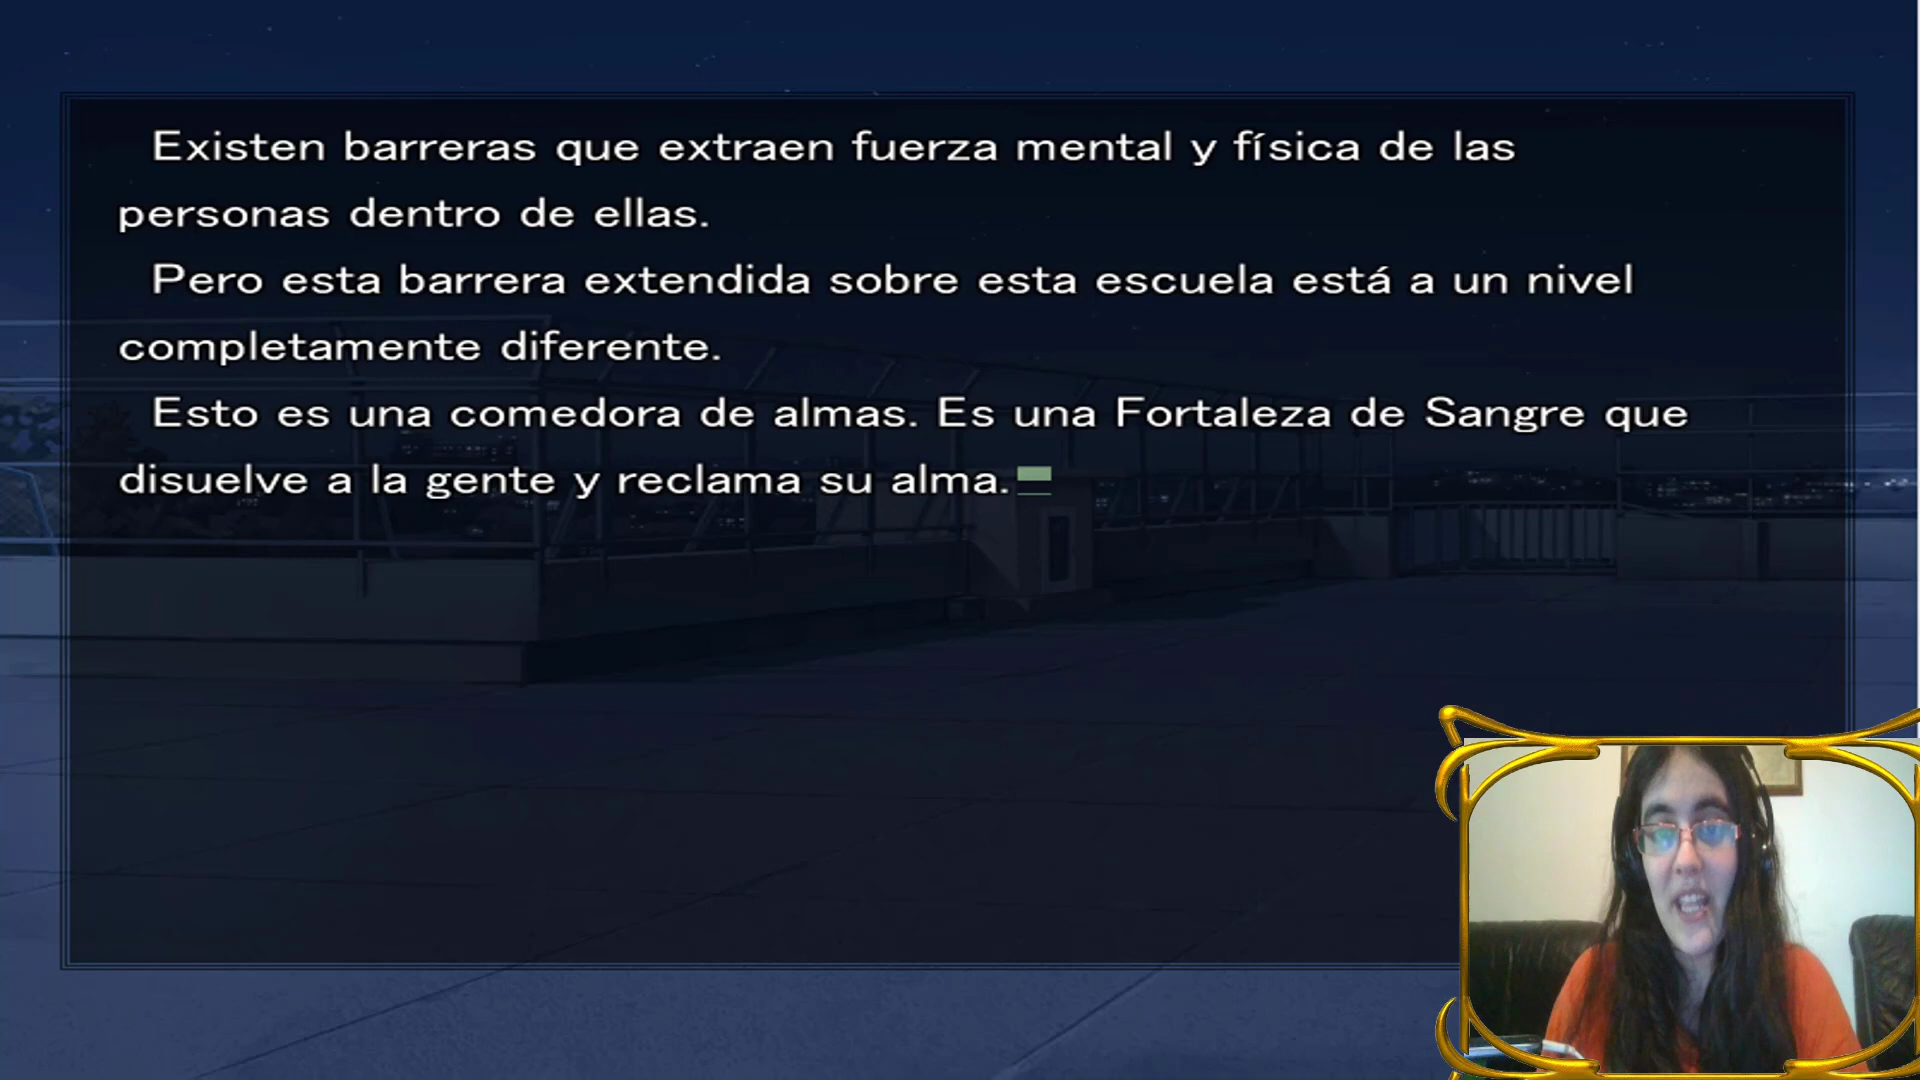 Existen barreras que extraen fuerza mental y física de las
personas dentro de ellas.
Pero esta barrera extendida sobre esta escuela está a un nivel
completamente diferente.
Esto es una comedora de almas. Es una Fortaleza de Sangre que
disuelve a la gente y reclama su alma.